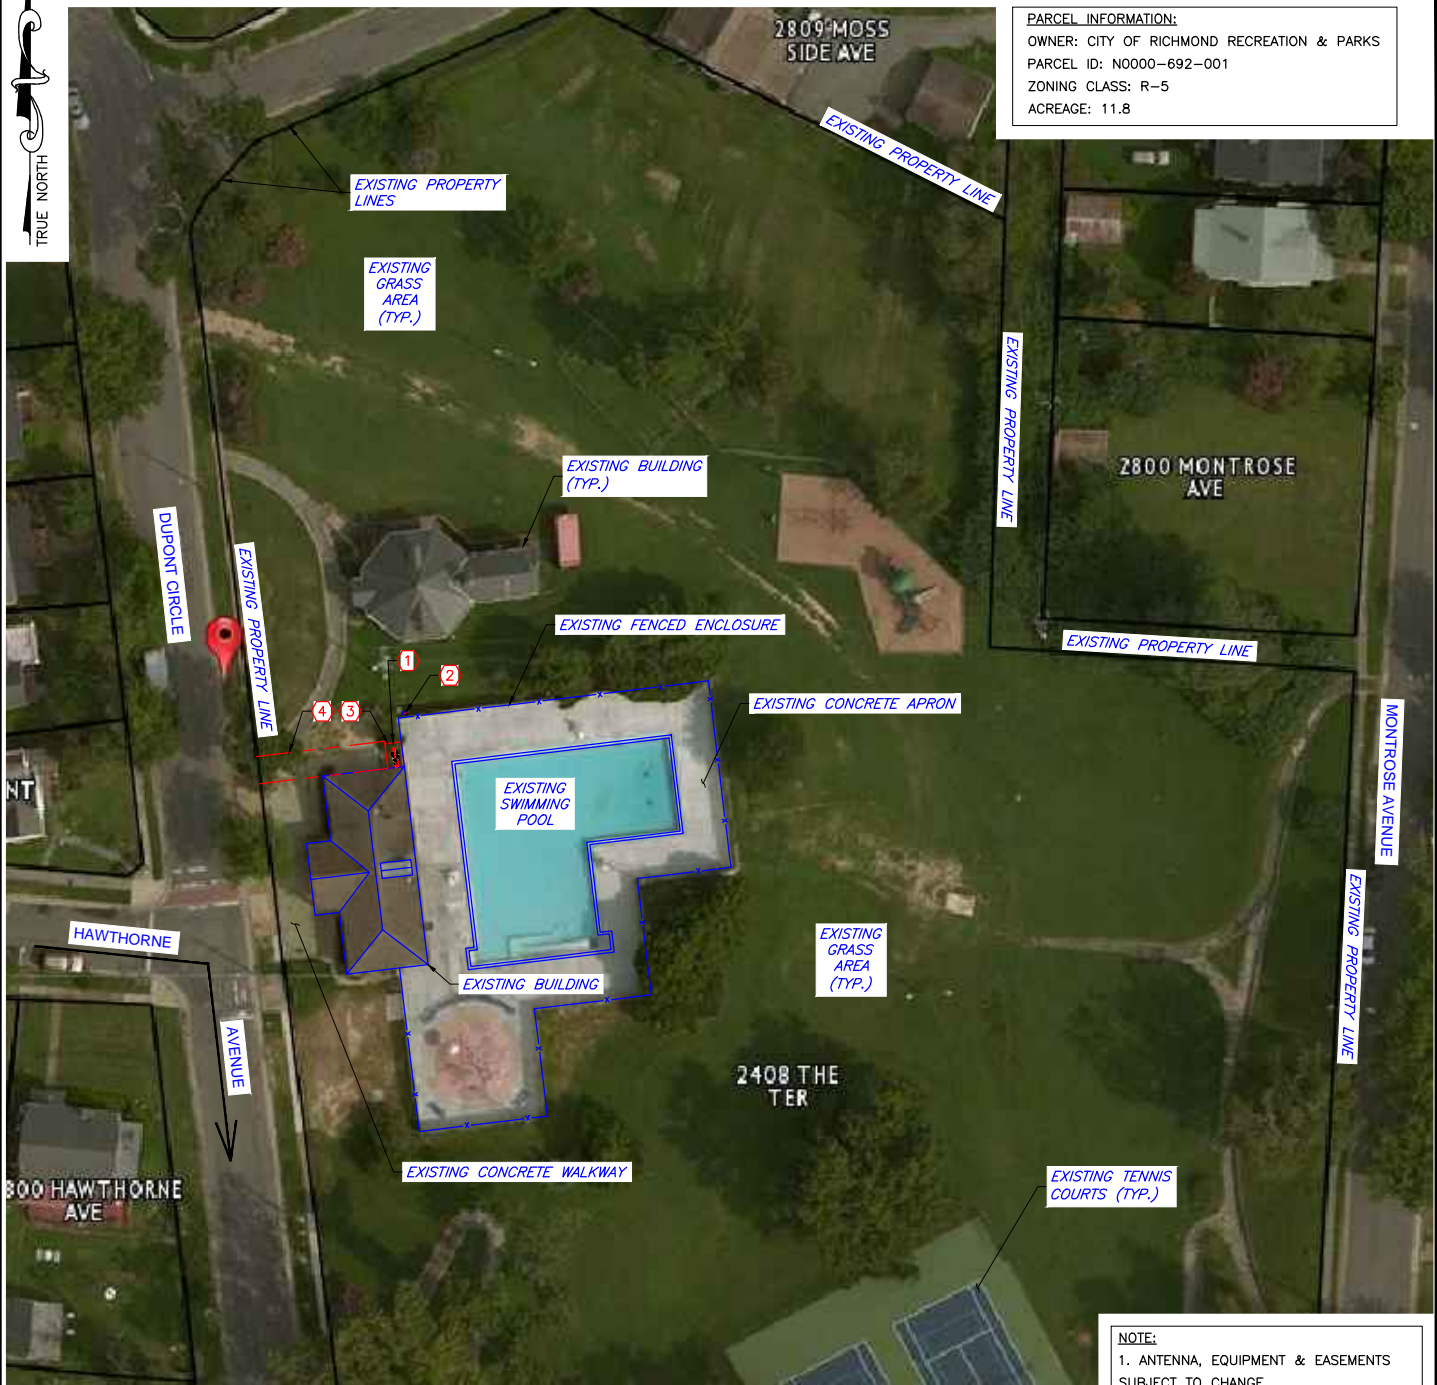 TRUE NORTH
2809 MOSS
SIDE AVE
PARCEL INFORMATION:
OWNER: CITY OF RICHMOND RECREATION & PARKS
PARCEL ID: N0000-692-001
ZONING CLASS: R-5
ACREAGE: 11.8
EXISTING PROPERTY LINE
EXISTING PROPERTY
LINES
EXISTING
GRASS
AREA
(TYP.)
EXISTING PROPERTY LINE
2800 MONTROSE
AVE
EXISTING BUILDING
(TYP.)
DUPONT CIRCLE
EXISTING PROPERTY LINE
EXISTING FENCED ENCLOSURE
EXISTING PROPERTY LINE
1
2
4
3
EXISTING CONCRETE APRON
MONTROSE AVENUE
NT
EXISTING
SWIMMING
POOL
HAWTHORNE
AVENUE
EXISTING BUILDING
EXISTING
GRASS
AREA
(TYP.)
EXISTING PROPERTY LINE
2408 THE
TER
EXISTING CONCRETE WALKWAY
EXISTING TENNIS
COURTS (TYP.)
800 HAWTHORNE
AVE
NOTE:
1. ANTENNA, EQUIPMENT & EASEMENTS
SUBJECT TO CHANGE